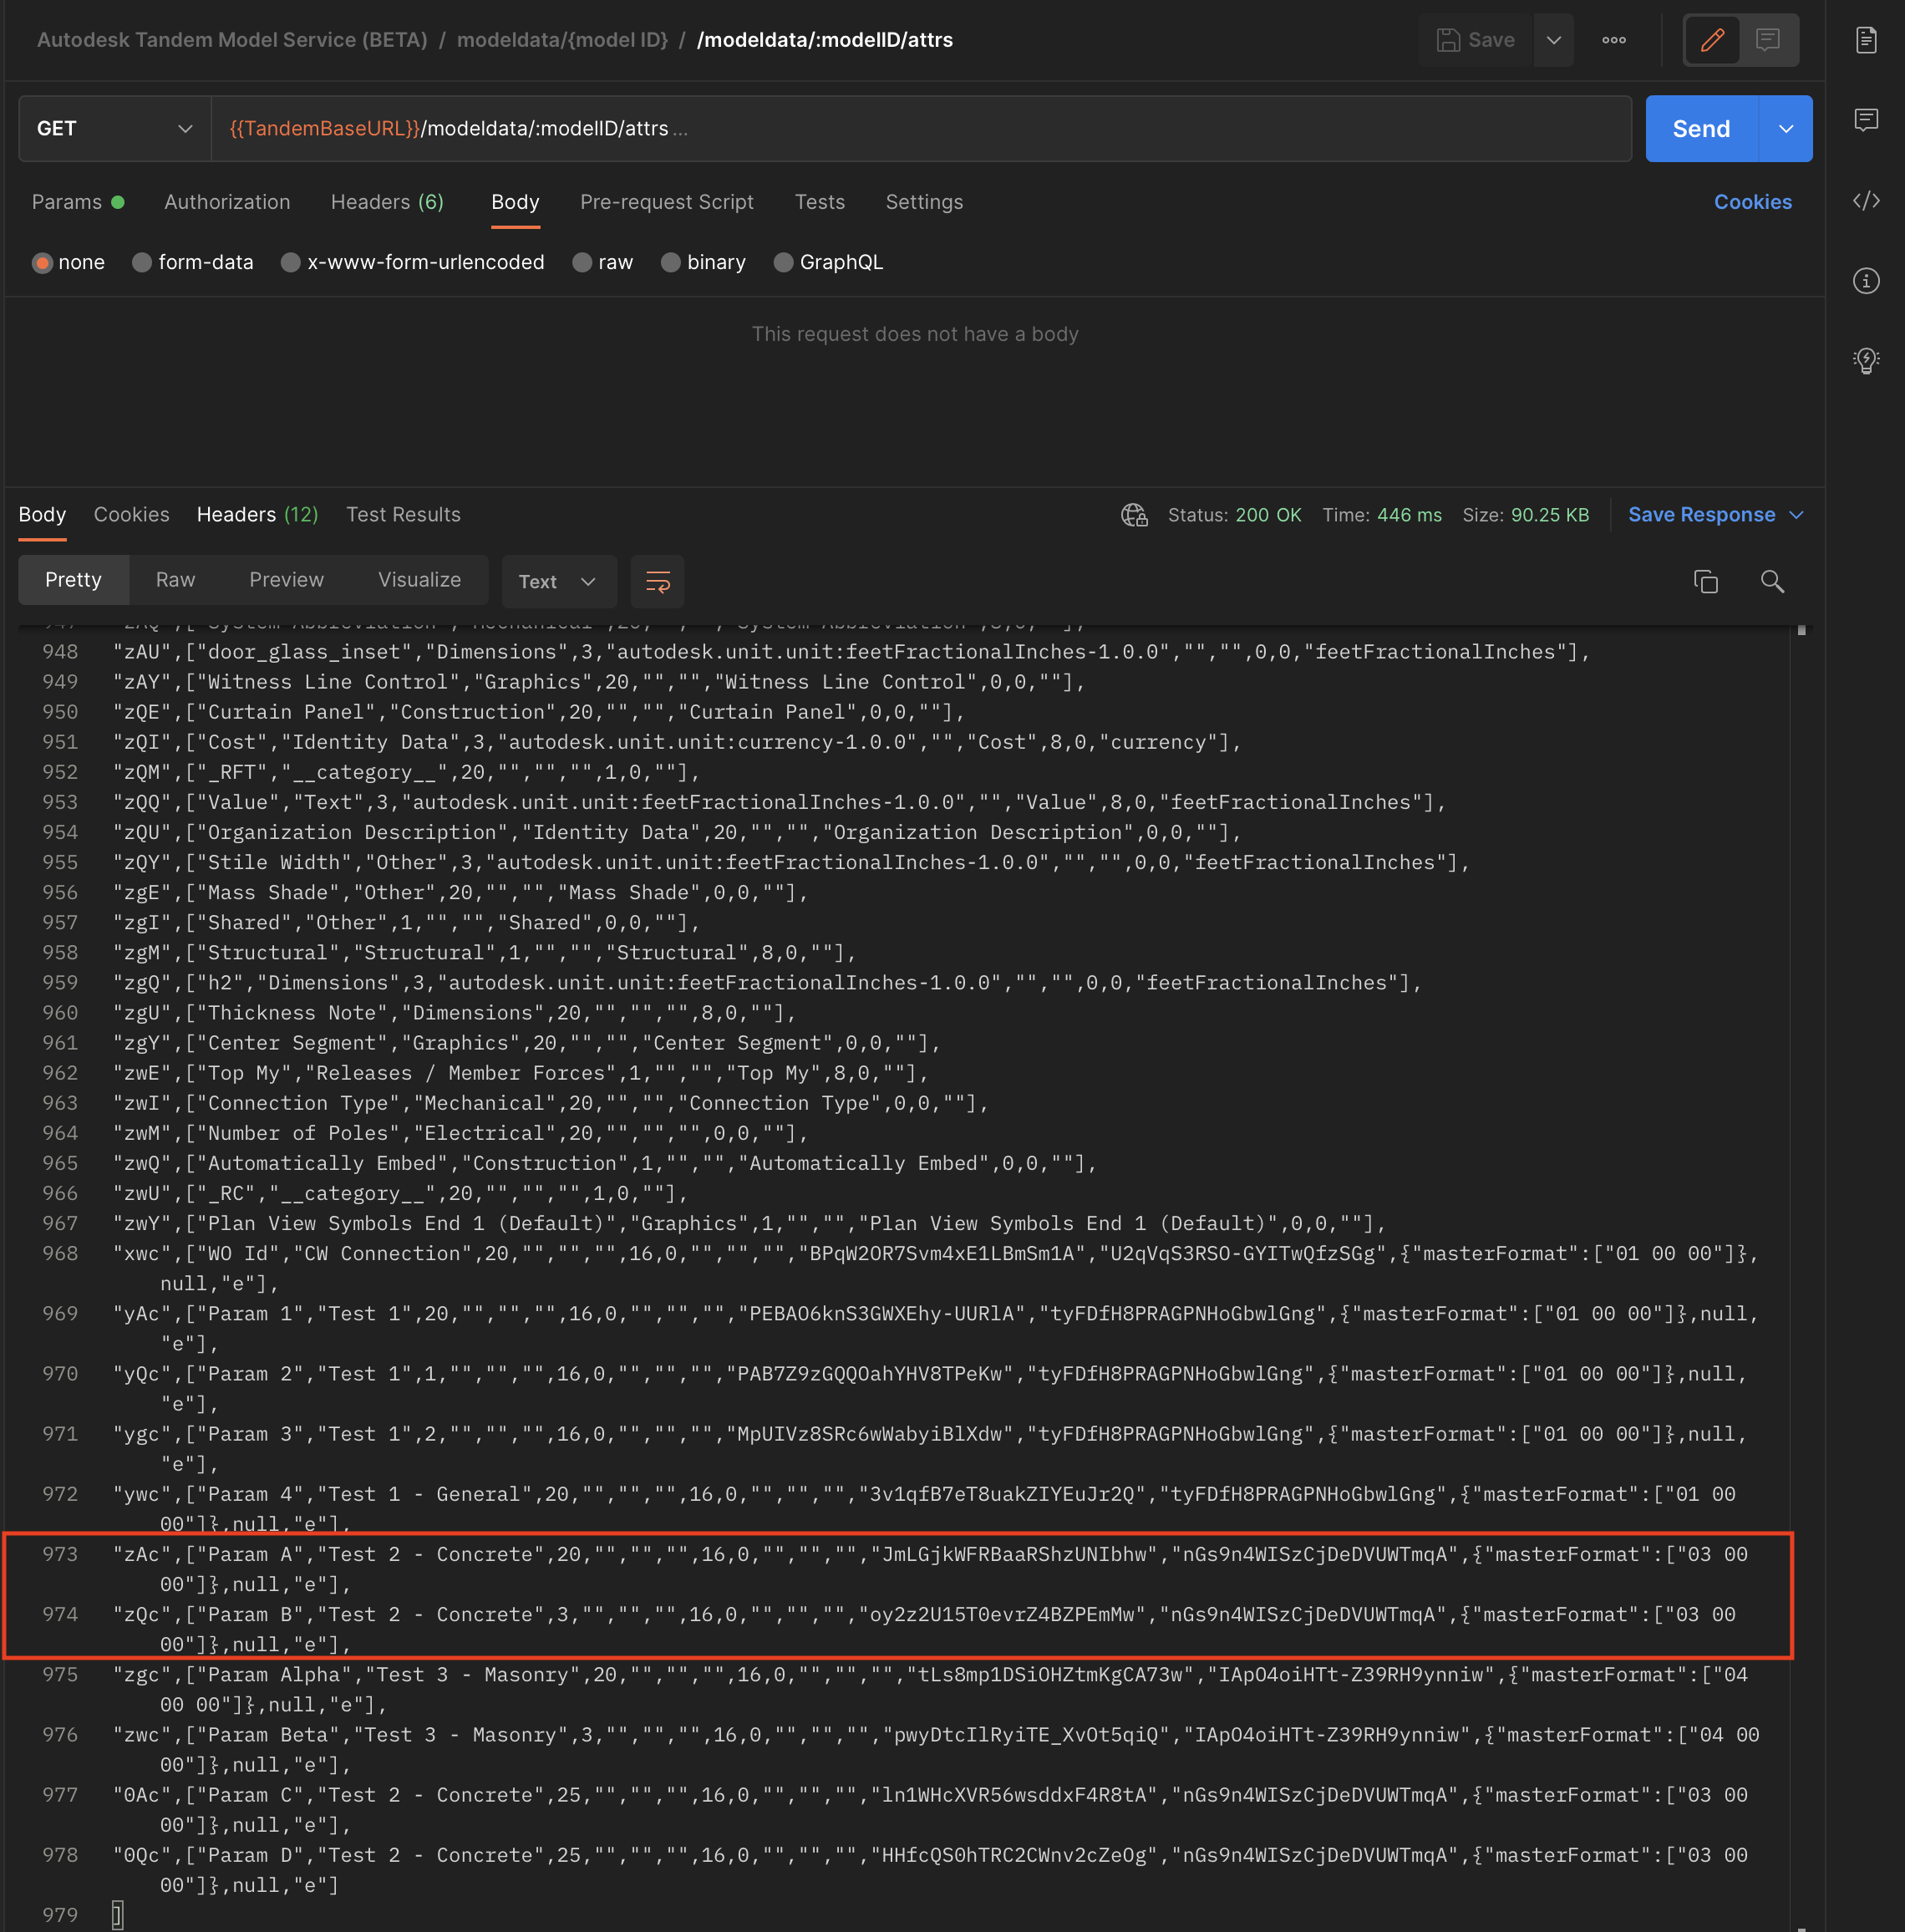 Autodesk Tandem Model Service (BETA) / modeldata/{model ID} / /modeldata/:modelID/attrs
Save
GET
{{TandemBaseURL}}/modeldata/:modelID/attrs ...
Send
Params
Authorization
Headers (6)
Body
Pre-request Script
Tests
Settings
Cookies
none
form-data
x-www-form-urlencoded
raw
binary
GraphQL
This request does not have a body
Body
Cookies
Headers (12)
Test Results
Status: 200 OK Time: 446 ms Size: 90.25 KB
Save Response
Pretty
Raw
Preview
Visualize
Text
948 "zAU",["door_glass_inset","Dimensions",3,"autodesk.unit.unit:feetFractionalInches-1.0.0","","",0,0,"feetFractionalInches"],
949 "zAY",["Witness Line Control","Graphics",20,"","","Witness Line Control",0,0,""],
950 "zQE",["Curtain Panel","Construction",20,"","","Curtain Panel",0,0,""],
951 "zQI",["Cost","Identity Data",3,"autodesk.unit.unit:currency-1.0.0","","Cost",8,0,"currency"],
952 "zQM",["_RFT","__category__",20,"","","",1,0,""],
953 "zQQ",["Value","Text",3,"autodesk.unit.unit:feetFractionalInches-1.0.0","","Value",8,0,"feetFractionalInches"],
954 "zQU",["Organization Description","Identity Data",20,"","","Organization Description",0,0,""],
955 "zQY",["Stile Width","Other",3,"autodesk.unit.unit:feetFractionalInches-1.0.0","","",0,0,"feetFractionalInches"],
956 "zgE",["Mass Shade","Other",20,"","","Mass Shade",0,0,""],
957 "zgI",["Shared","Other",1,"","","Shared",0,0,""],
958 "zgM",["Structural","Structural",1,"","","Structural",8,0,""],
959 "zgQ",["h2","Dimensions",3,"autodesk.unit.unit:feetFractionalInches-1.0.0","","",0,0,"feetFractionalInches"],
960 "zgU",["Thickness Note","Dimensions",20,"","","",8,0,""],
961 "zgY",["Center Segment","Graphics",20,"","","Center Segment",0,0,""],
962 "zwE",["Top My","Releases / Member Forces",1,"","","Top My",8,0,""],
963 "zwI",["Connection Type","Mechanical",20,"","","Connection Type",0,0,""],
964 "zwM",["Number of Poles","Electrical",20,"","","",0,0,""],
965 "zwQ",["Automatically Embed","Construction",1,"","","Automatically Embed",0,0,""],
966 "zwU",["_RC","__category__",20,"","","",1,0,""],
967 "zwY",["Plan View Symbols End 1 (Default)","Graphics",1,"","","Plan View Symbols End 1 (Default)",0,0,""],
968 "xwc",["WO Id","CW Connection",20,"","","",16,0,"","","","BPqW2OR7Svm4xE1LBmSm1A","U2qVqS3RSO-GYITwQfzSGg",{"masterFormat":["01 00 00"]},
null,"e"],
969 "yAc",["Param 1","Test 1",20,"","","",16,0,"","","","PEBAO6knS3GWXEhy-UURlA","tyFDfH8PRAGPNHoGbwlGng",{"masterFormat":["01 00 00"]},null,
"e"],
970 "yQc",["Param 2","Test 1",1,"","","",16,0,"","","","PAB7Z9zGQQOahYHV8TPeKw","tyFDfH8PRAGPNHoGbwlGng",{"masterFormat":["01 00 00"]},null,
"e"],
971 "ygc",["Param 3","Test 1",2,"","","",16,0,"","","","MpUIVz8SRc6wWabyiBlXdw","tyFDfH8PRAGPNHoGbwlGng",{"masterFormat":["01 00 00"]},null,
"e"],
972 "ywc",["Param 4","Test 1 - General",20,"","","",16,0,"","","","3v1qfB7eT8uakZIYEuJr2Q","tyFDfH8PRAGPNHoGbwlGng",{"masterFormat":["01 00
00"]},null,"e"],
973 "zAc",["Param A","Test 2 - Concrete",20,"","","",16,0,"","","","JmLGjkWFRBaaRShzUNIbhw","nGs9n4WISzCjDeDVUWTmqA",{"masterFormat":["03 00
00"]},null,"e"],
974 "zQc",["Param B","Test 2 - Concrete",3,"","","",16,0,"","","","oy2z2U15T0evrZ4BZPEmMw","nGs9n4WISzCjDeDVUWTmqA",{"masterFormat":["03 00
00"]},null,"e"],
975 "zgc",["Param Alpha","Test 3 - Masonry",20,"","","",16,0,"","","","tLs8mp1DSiOHZtmKgCA73w","IApO4oiHTt-Z39RH9ynniw",{"masterFormat":["04
00 00"]},null,"e"],
976 "zwc",["Param Beta","Test 3 - Masonry",3,"","","",16,0,"","","","pwyDtcIlRyiTE_XvOt5qiQ","IApO4oiHTt-Z39RH9ynniw",{"masterFormat":["04 00
00"]},null,"e"],
977 "0Ac",["Param C","Test 2 - Concrete",25,"","","",16,0,"","","","ln1WHcXVR56wsddxF4R8tA","nGs9n4WISzCjDeDVUWTmqA",{"masterFormat":["03 00
00"]},null,"e"],
978 "0Qc",["Param D","Test 2 - Concrete",25,"","","",16,0,"","","","HHfcQS0hTRC2CWnv2cZeOg","nGs9n4WISzCjDeDVUWTmqA",{"masterFormat":["03 00
00"]},null,"e"]
979 ]